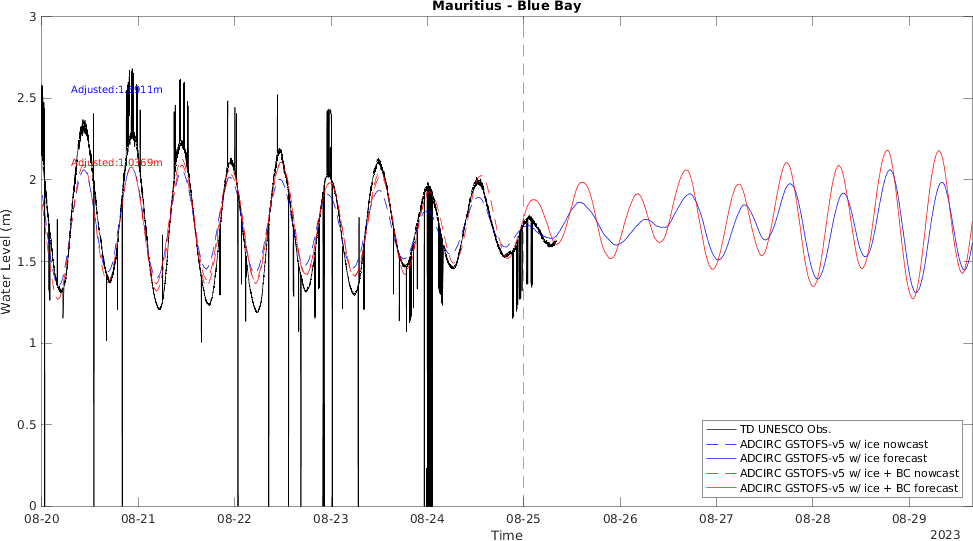 Mauritius - Blue Bay
3
2.5
2
1.5
1
0.5
0
Water Level (m)
Adjusted:1.0369m
08-20
08-21
08-22
08-23
08-24
08-25
08-26
08-27
08-28
08-29
Time
2023
TD UNESCO Obs.
ADCIRC GSTOFS-v5 w/ ice nowcast
ADCIRC GSTOFS-v5 w/ ice forecast
ADCIRC GSTOFS-v5 w/ ice + BC nowcast
ADCIRC GSTOFS-v5 w/ ice + BC forecast